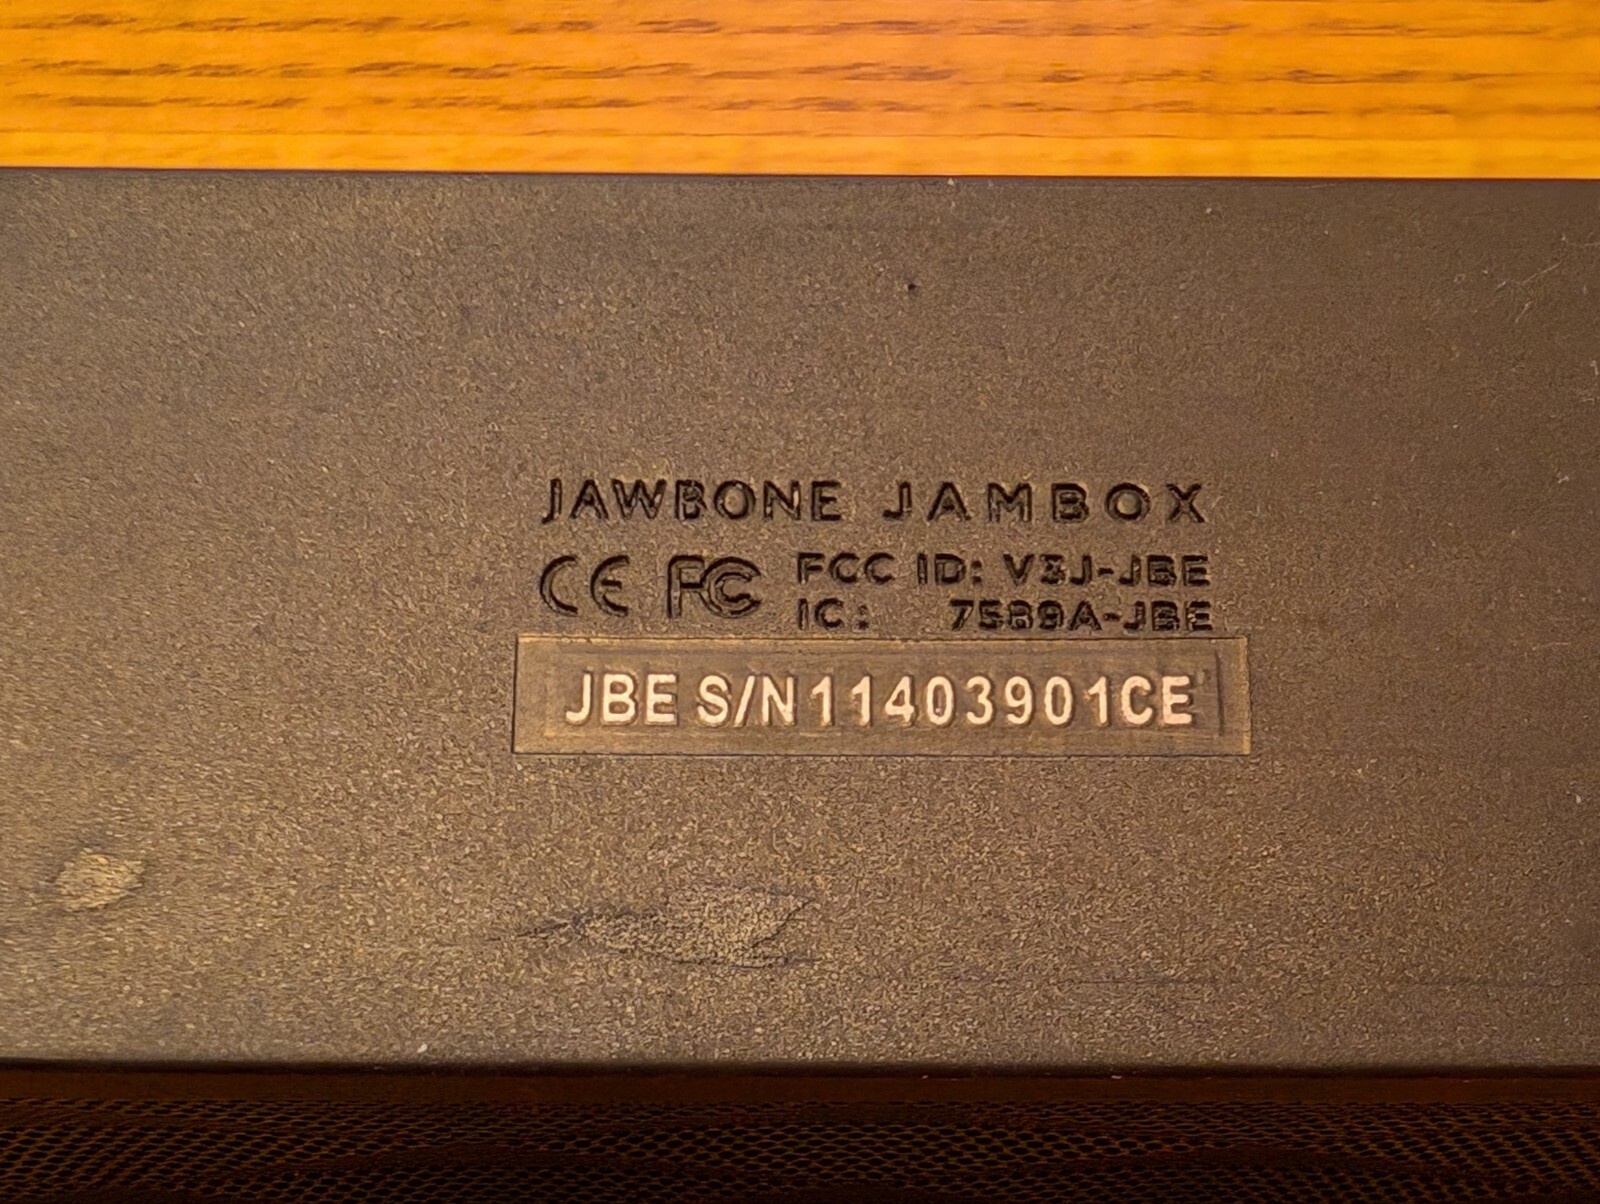 JAWBONE JAMBOX
CE FC FCC ID: V3J-JBE
IC: 7589A-JBE
JBE S/N11403901CE